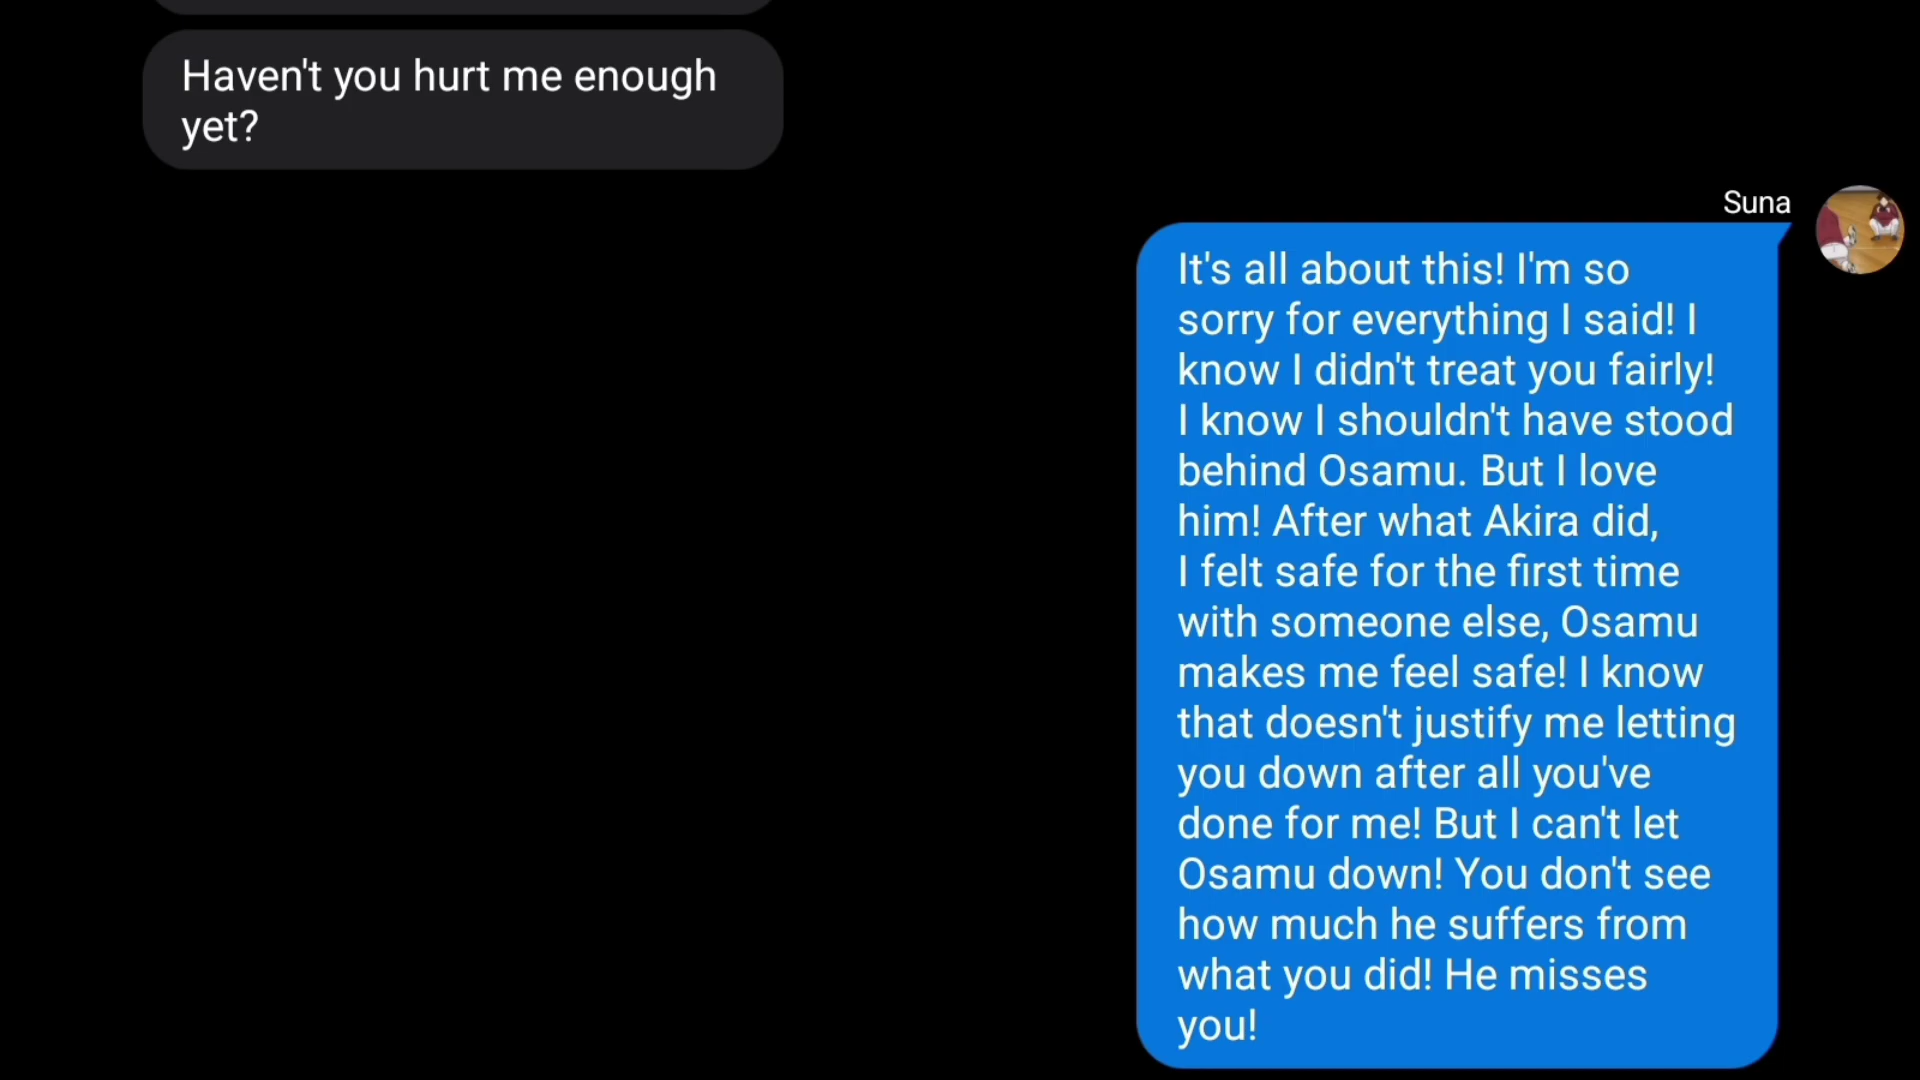 Haven't you hurt me enough
yet?
Suna
It's all about this! I'm so
sorry for everything I said! I
know I didn't treat you fairly!
I know I shouldn't have stood
behind Osamu. But I love
him! After what Akira did,
I felt safe for the first time
with someone else, Osamu
makes me feel safe! I know
that doesn't justify me letting
you down after all you've
done for me! But I can't let
Osamu down! You don't see
how much he suffers from
what you did! He misses
you!